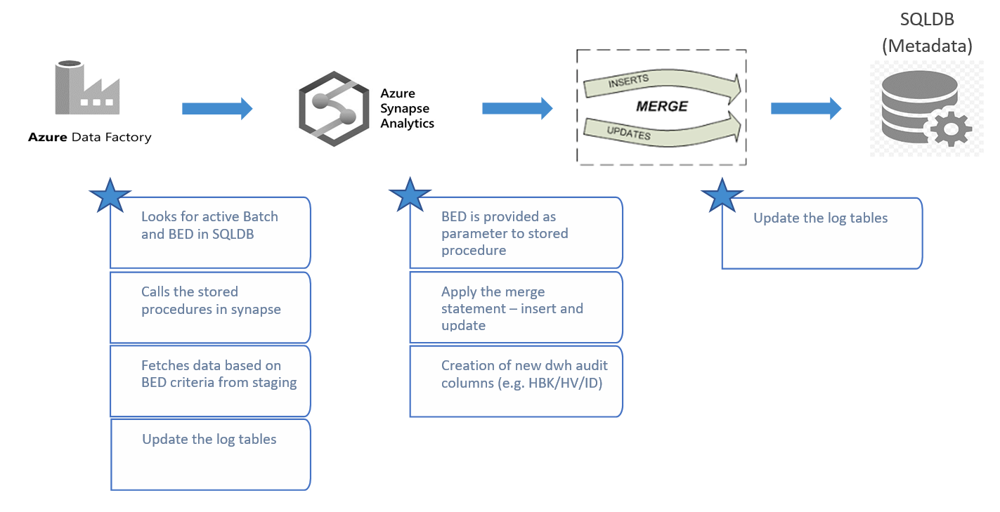 SQLDB
(Metadata)
Azure Data Factory
Azure
Synapse
Analytics
INSERTS
MERGE
UPDATES
Looks for active Batch
and BED in SQLDB
Calls the stored
procedures in synapse
Fetches data based on
BED criteria from staging
Update the log tables
BED is provided as
parameter to stored
procedure
Apply the merge
statement – insert and
update
Creation of new dwh audit
columns (e.g. HBK/HV/ID)
Update the log tables